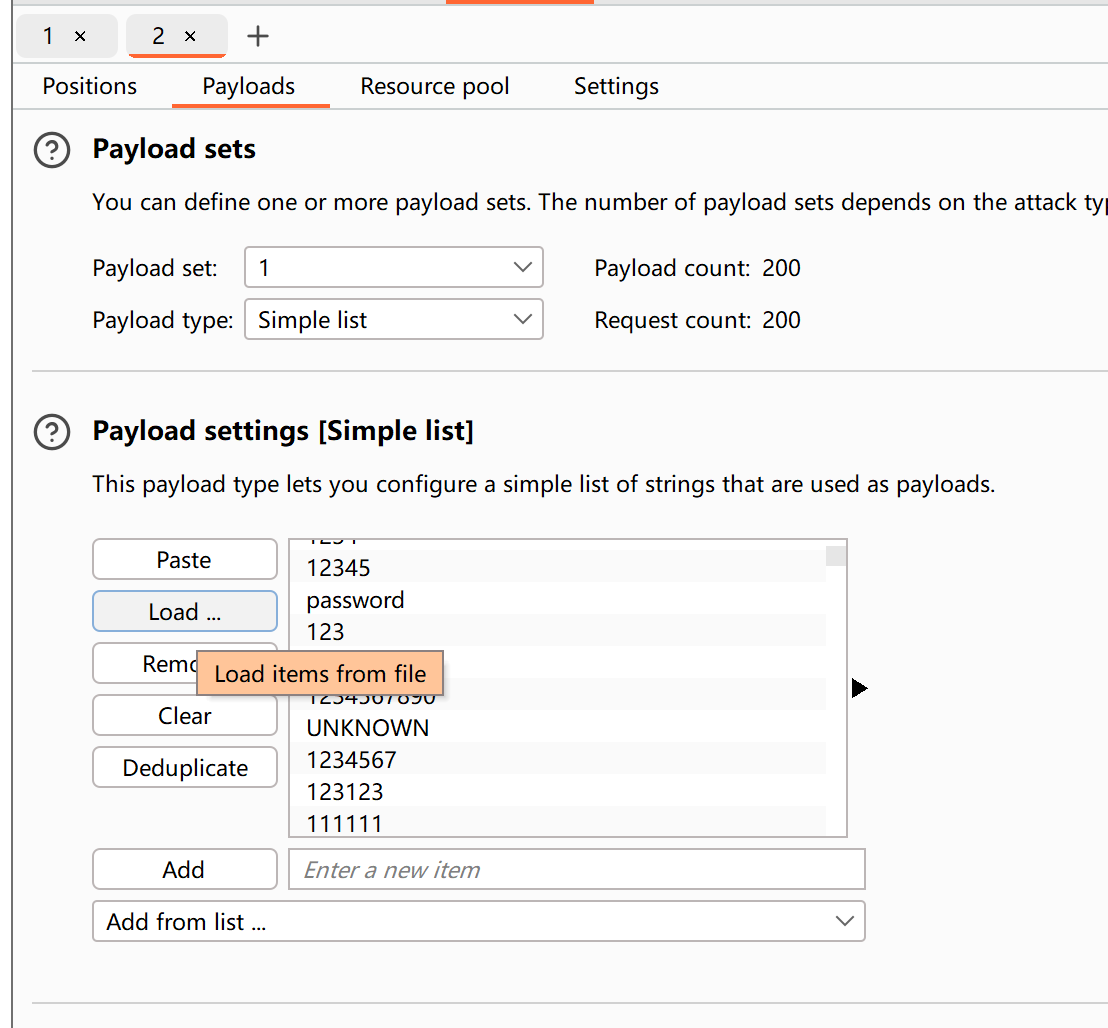 1 ×
2 ×
+
Positions Payloads Resource pool Settings
Payload sets
You can define one or more payload sets. The number of payload sets depends on the attack
Payload set: 1 Payload count: 200
Payload type: Simple list Request count: 200
Payload settings [Simple list]
This payload type lets you configure a simple list of strings that are used as payloads.
Paste
Load ...
Load items from file
Clear
Deduplicate
12345
password
123
1234567890
UNKNOWN
1234567
123123
111111
Add Enter a new item
Add from list ...